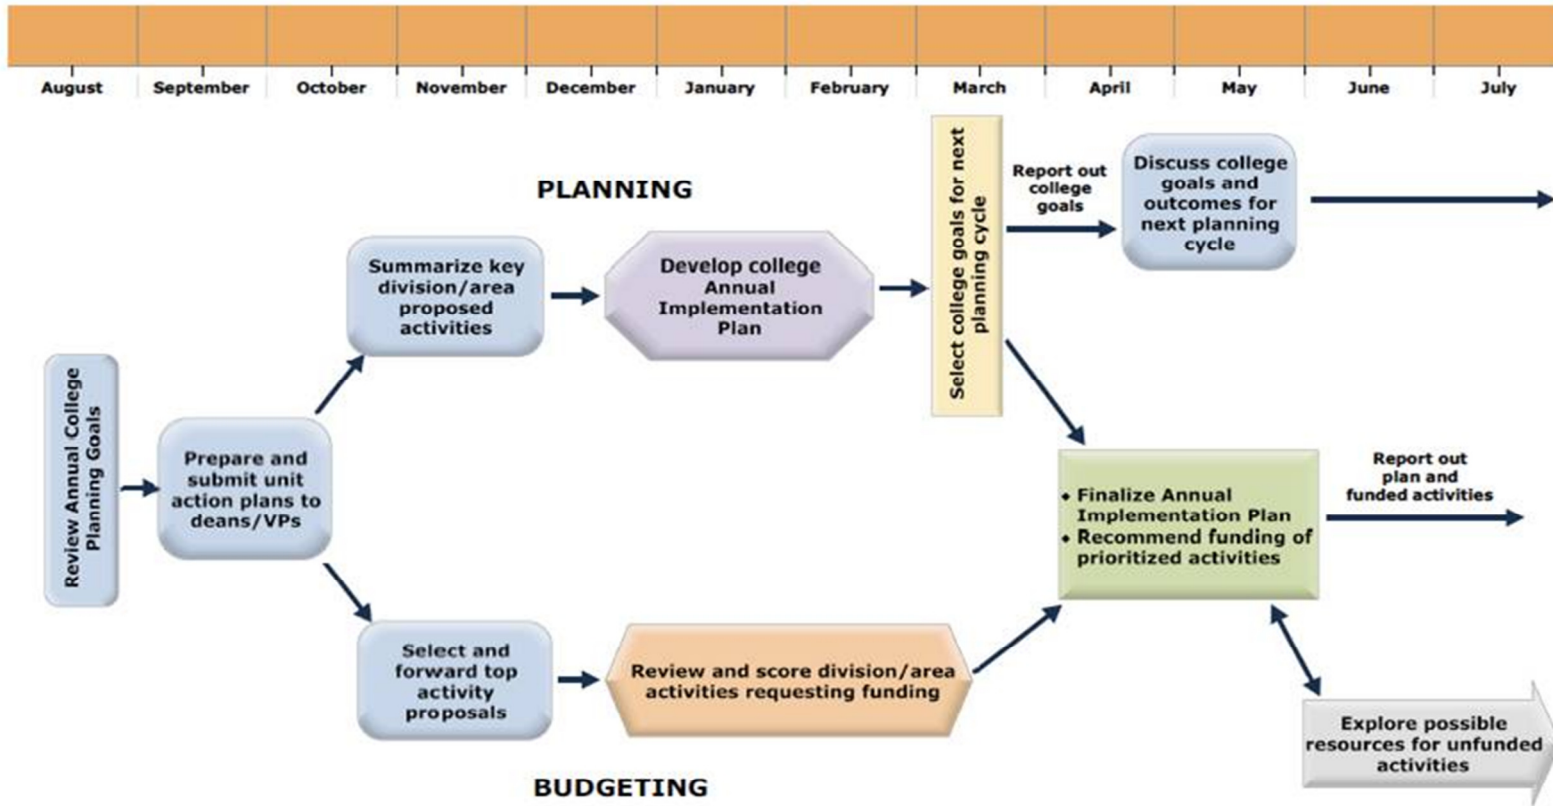 August September October November December January February March April May June July
PLANNING
Select college goals for next
planning cycle
Report out
college
goals
Discuss college
goals and
outcomes for
next planning
cycle
Summarize key
division/area
proposed
activities
Develop college
Annual
Implementation
Plan
Review Annual College
Planning Goals
Prepare and
submit unit
action plans to
deans/VPs
• Finalize Annual
Implementation Plan
• Recommend funding of
prioritized activities
Report out
plan and
funded activities
Select and
forward top
activity
proposals
Review and score division/area
activities requesting funding
Explore possible
resources for unfunded
activities
BUDGETING